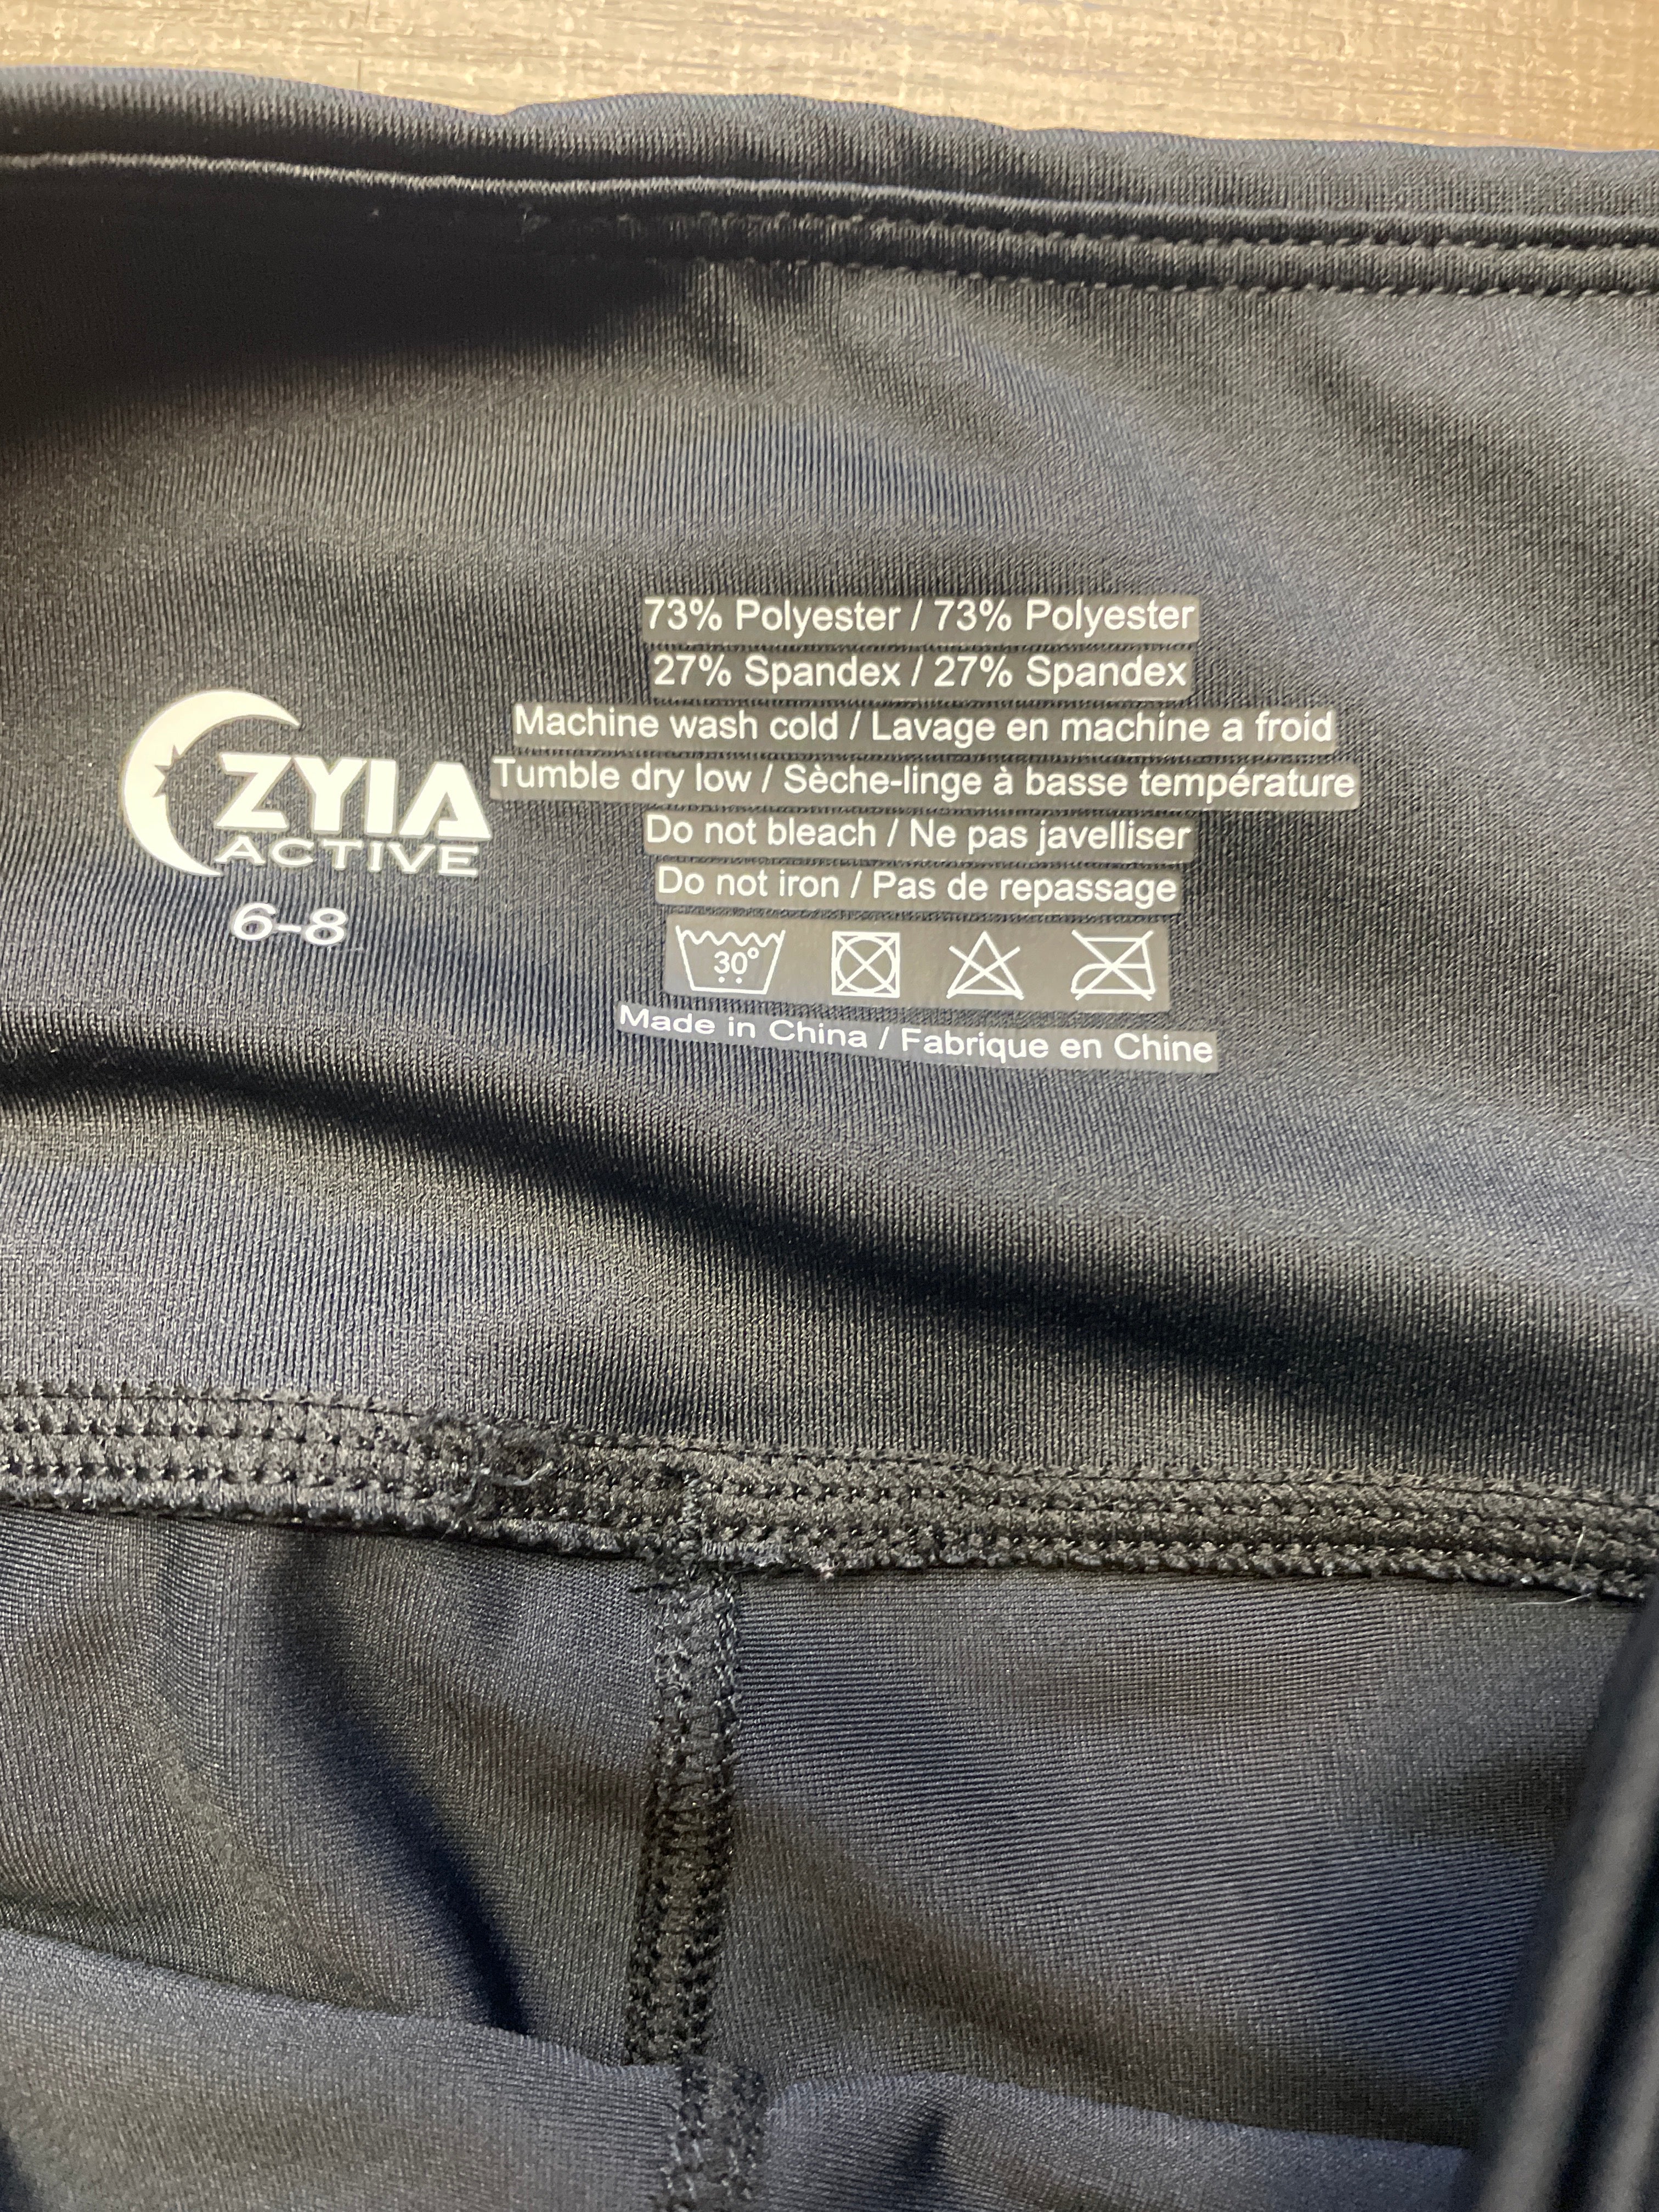 ZYIA
ACTIVE
6-8
73% Polyester / 73% Polyester
27% Spandex / 27% Spandex
Machine wash cold / Lavage en machine a froid
Tumble dry low / Sèche-linge à basse température
Do not bleach / Ne pas javelliser
Do not iron / Pas de repassage
30°
Made in China / Fabrique en Chine